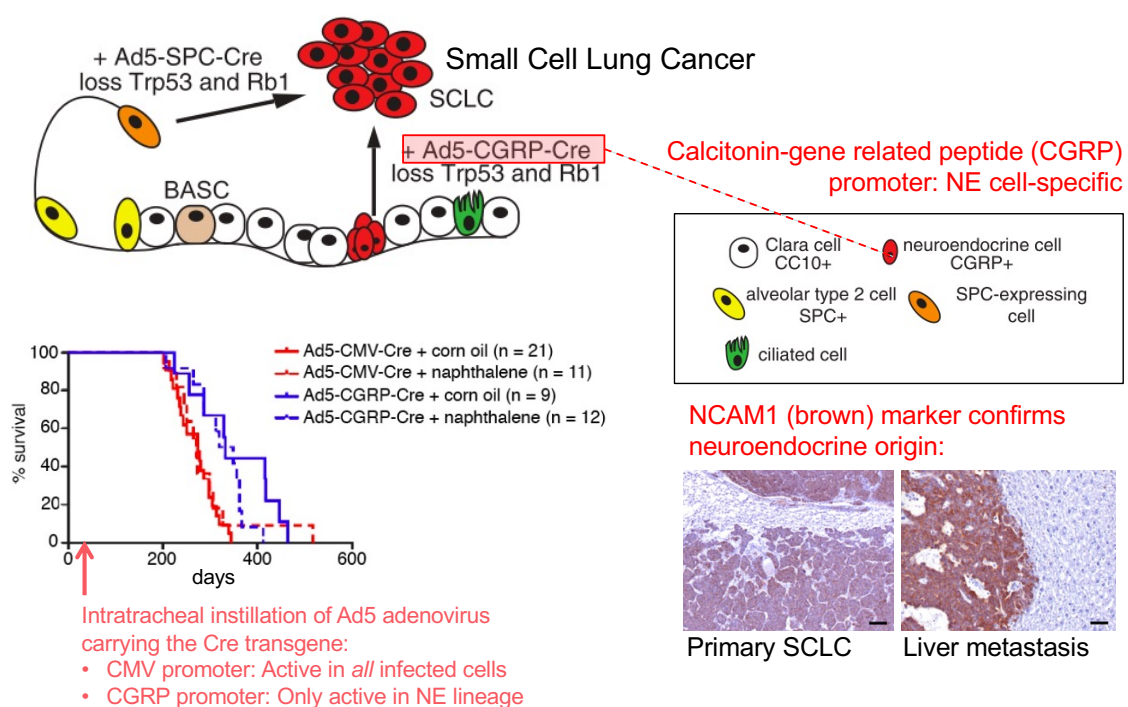 + Ad5-SPC-Cre
loss Trp53 and Rb1
Small Cell Lung Cancer
SCLC
+ Ad5-CGRP-Cre
loss Trp53 and Rb1
BASC
Calcitonin-gene related peptide (CGRP)
promoter: NE cell-specific
Clara cell
CC10+
neuroendocrine cell
CGRP+
alveolar type 2 cell
SPC+
SPC-expressing
cell
ciliated cell
% survival
100
80
60
40
20
0
0
200
400
600
days
Ad5-CMV-Cre + corn oil (n = 21)
Ad5-CMV-Cre + naphthalene (n = 11)
Ad5-CGRP-Cre + corn oil (n = 9)
Ad5-CGRP-Cre + naphthalene (n = 12)
Intratracheal instillation of Ad5 adenovirus
carrying the Cre transgene:
• CMV promoter: Active in all infected cells
• CGRP promoter: Only active in NE lineage
NCAM1 (brown) marker confirms
neuroendocrine origin:
Primary SCLC
Liver metastasis